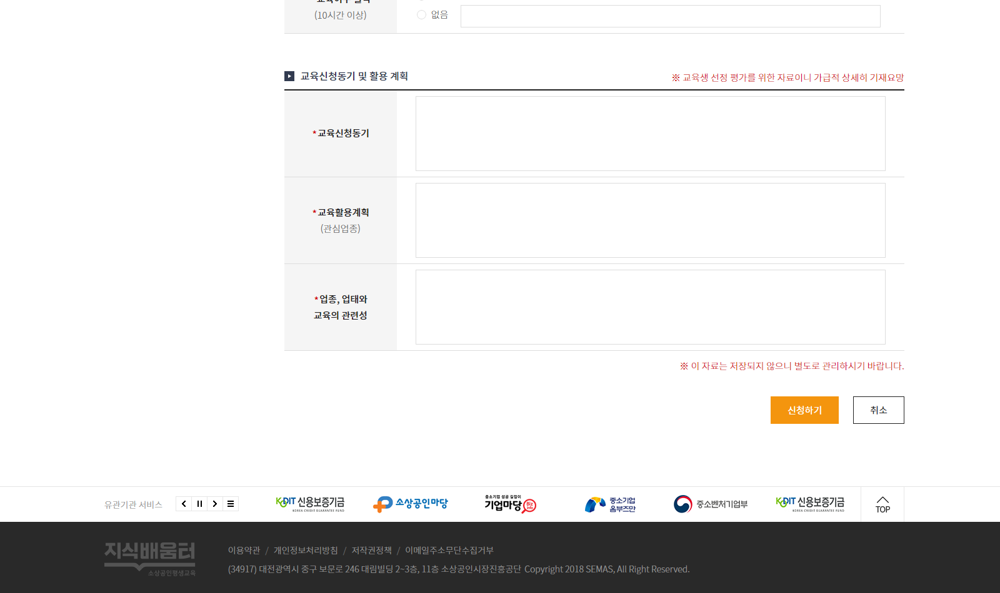 (10시간 이상)
없음
교육신청동기 및 활용 계획
※ 교육생 선정 평가를 위한 자료이니 가급적 상세히 기재요망
*교육신청동기
*교육활용계획
(관심업종)
*업종, 업태와
교육의 관련성
※ 이 자료는 저장되지 않으니 별도로 관리하시기 바랍니다.
신청하기
취소
유관기관 서비스
KODIT 신용보증기금
KOREA CREDIT GUARANTEE FUND
소상공인마당
중소기업 성공 길잡이
기업마당 Biz info
중소기업
옴부즈만
중소벤처기업부
KODIT 신용보증기금
KOREA CREDIT GUARANTEE FUND
TOP
지식배움터
소상공인평생교육
이용약관 / 개인정보처리방침 / 저작권정책 / 이메일주소무단수집거부
(34917) 대전광역시 중구 보문로 246 대림빌딩 2~3층, 11층 소상공인시장진흥공단 Copyright 2018 SEMAS, All Right Reserved.